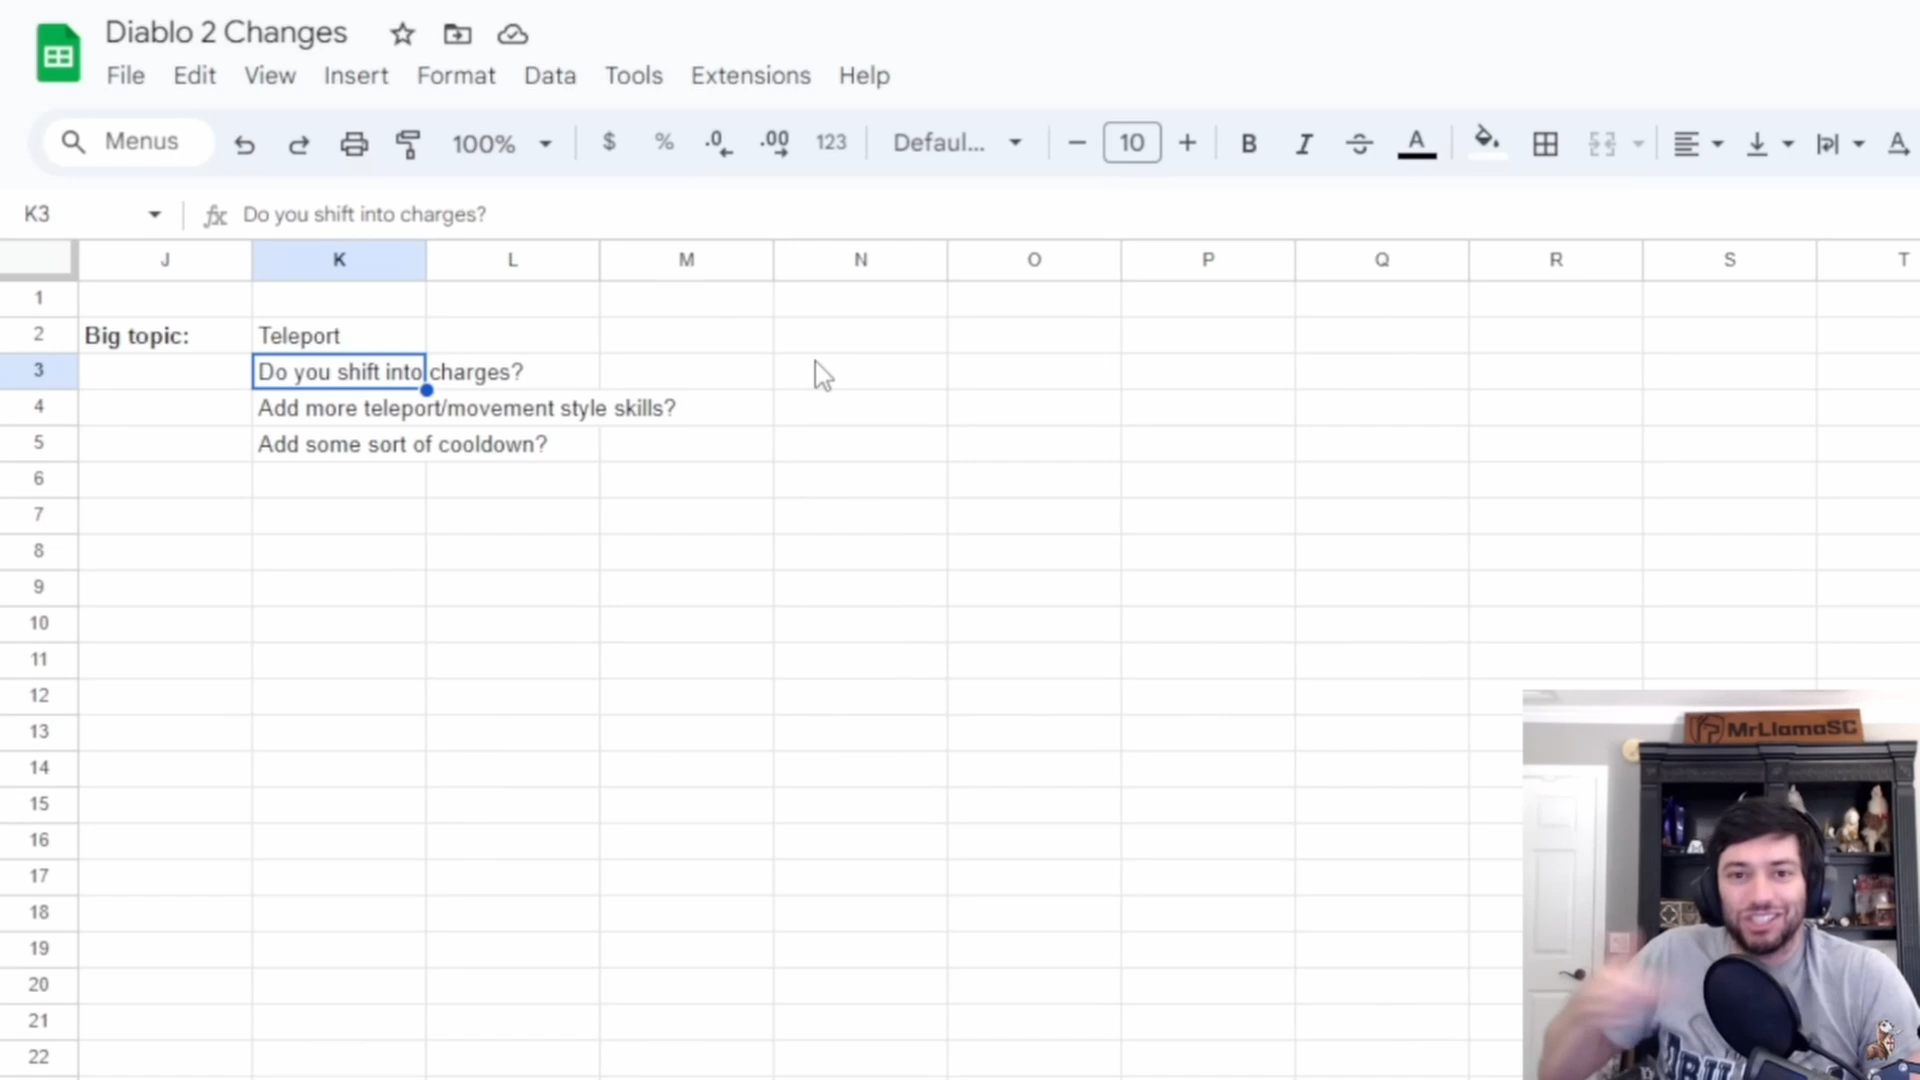 Diablo 2 Changes
File Edit View Insert Format Data Tools Extensions Help
Menus 100% $ % .0 .00 123 Defaul... 10 B I A A
K3 fx Do you shift into charges?
J K L M N O P Q R S T
1
2 Big topic: Teleport
3 Do you shift into charges?
4 Add more teleport/movement style skills?
5 Add some sort of cooldown?
6
7
8
9
10
11
12
13
14
15
16
17
18
19
20
21
22
MrLlamaSC